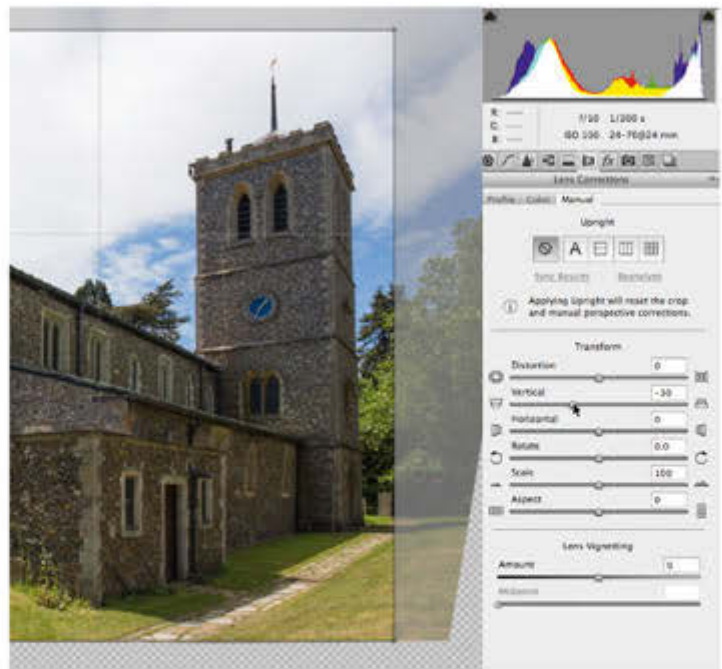 R: ---
G: ---
B: ---
f/10 1/200 s
ISO 100 24-70@24 mm
fx
Lens Corrections
Profile Color Manual
Upright
A
Sync Results Reanalyze
Applying Upright will reset the crop
and manual perspective corrections.
Transform
Distortion 0
Vertical -30
Horizontal 0
Rotate 0.0
Scale 100
Aspect 0
Lens Vignetting
Amount 0
Midpoint